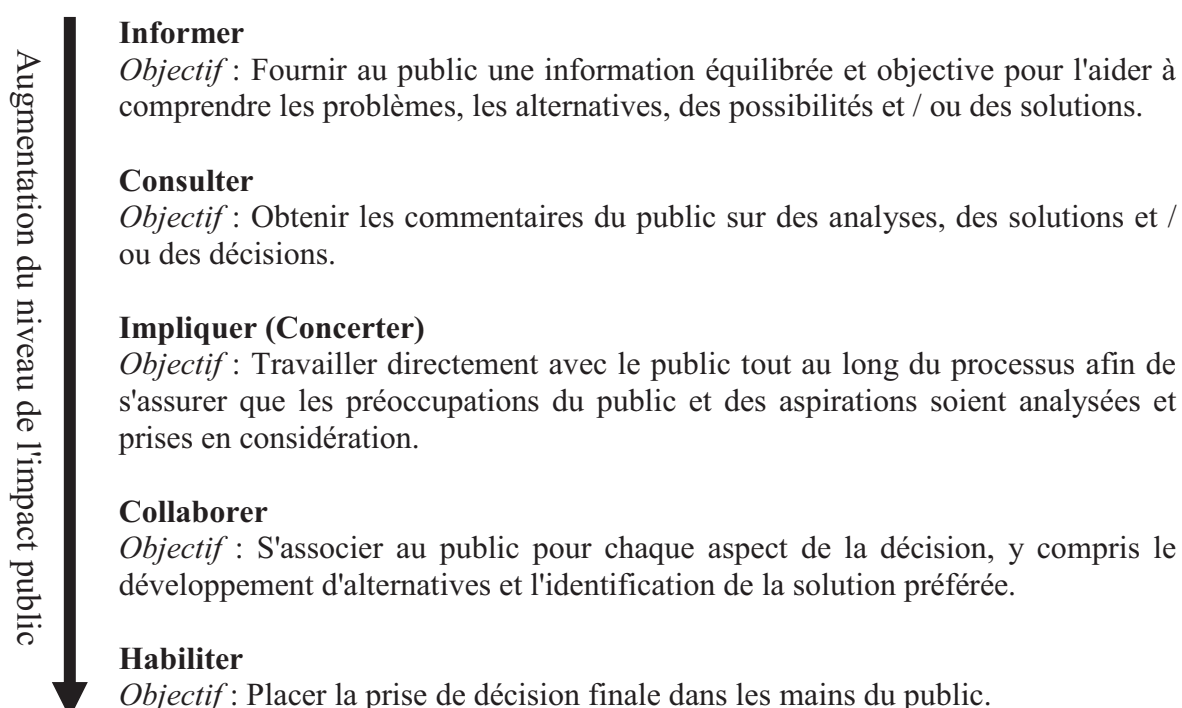 Augmentation du niveau de l'impact public
Informer
Objectif : Fournir au public une information équilibrée et objective pour l'aider à
comprendre les problèmes, les alternatives, des possibilités et / ou des solutions.
Consulter
Objectif : Obtenir les commentaires du public sur des analyses, des solutions et /
ou des décisions.
Impliquer (Concerter)
Objectif : Travailler directement avec le public tout au long du processus afin de
s'assurer que les préoccupations du public et des aspirations soient analysées et
prises en considération.
Collaborer
Objectif : S'associer au public pour chaque aspect de la décision, y compris le
développement d'alternatives et l'identification de la solution préférée.
Habiliter
Objectif : Placer la prise de décision finale dans les mains du public.